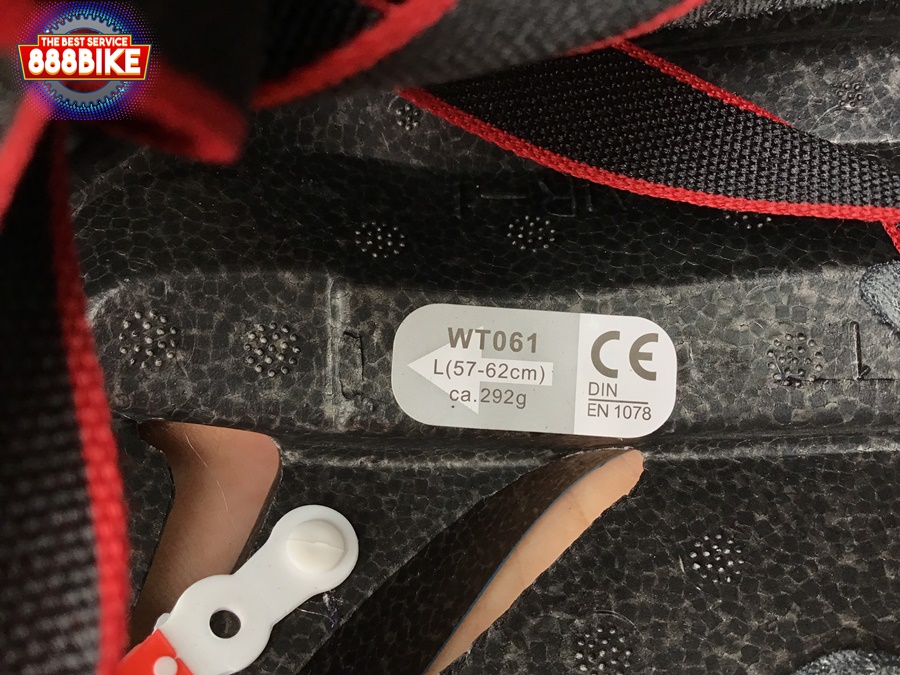 THE BEST SERVICE
888BIKE
WT061
L(57-62cm)
ca.292g
CE
DIN
EN 1078